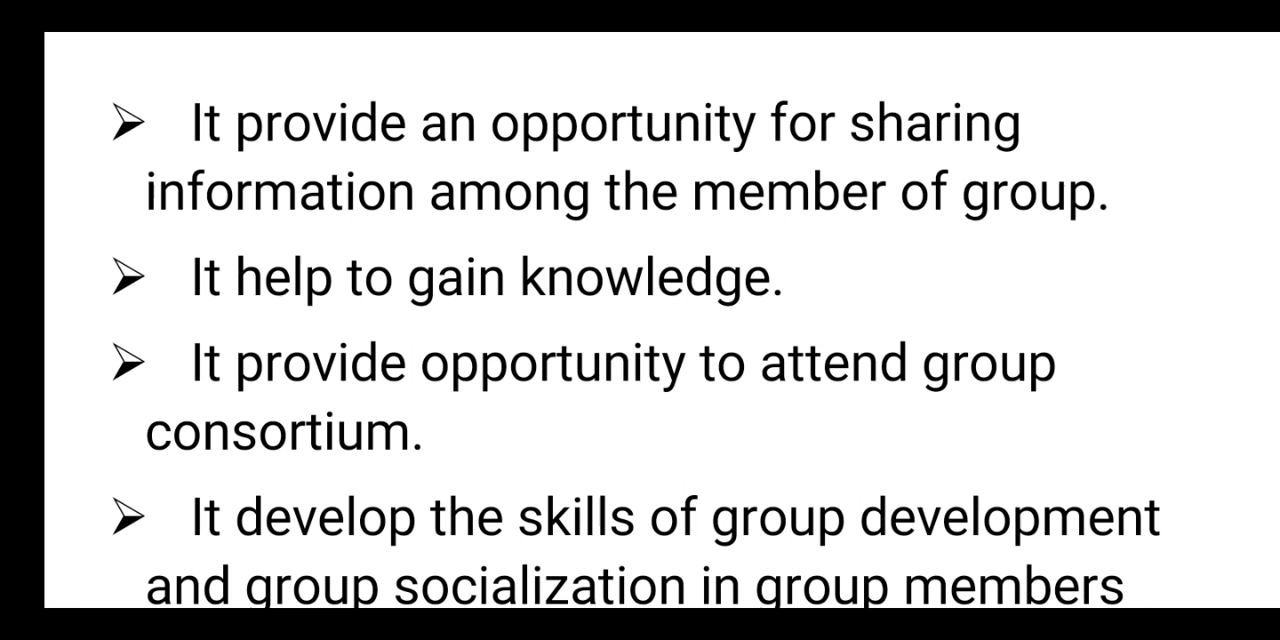 ➢ It provide an opportunity for sharing
information among the member of group.
➢ It help to gain knowledge.
➢ It provide opportunity to attend group
consortium.
➢ It develop the skills of group development
and group socialization in group members